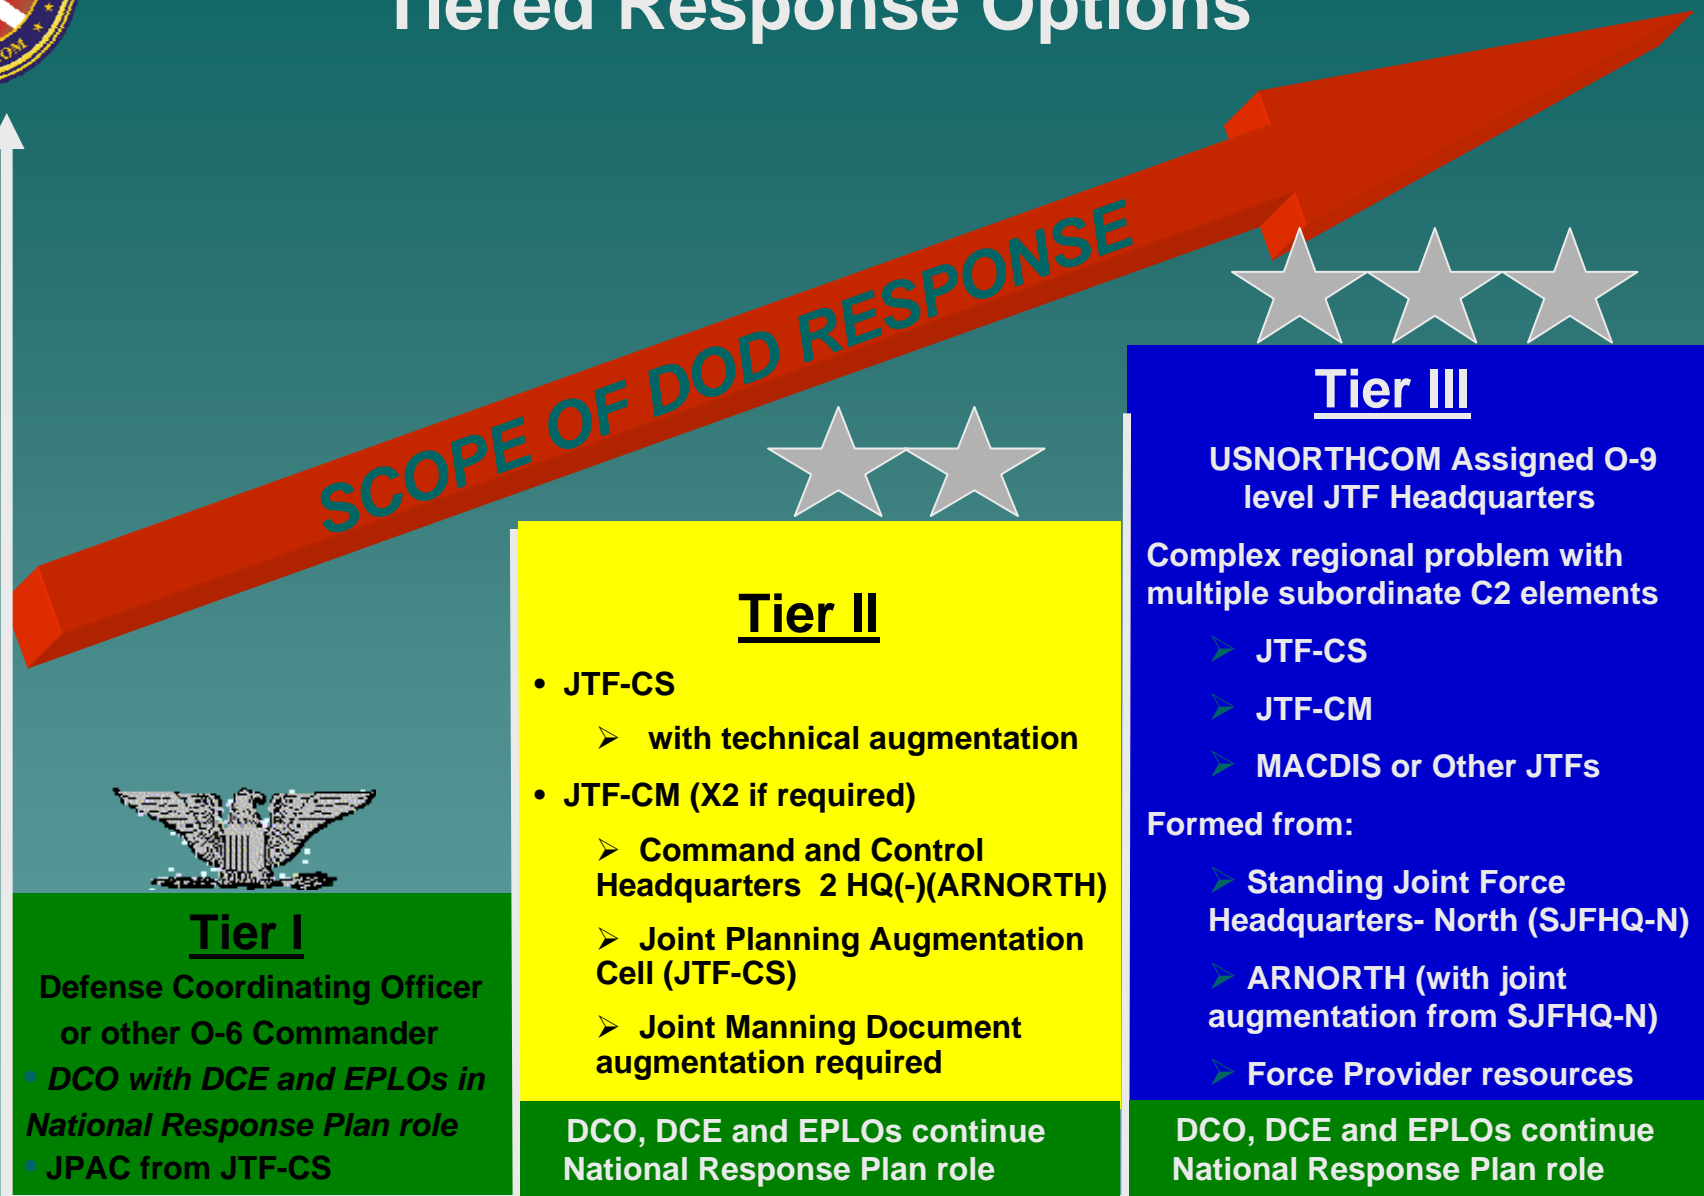 Tiered Response Options
SCOPE OF DOD RESPONSE
Tier I
Defense Coordinating Officer
or other O-6 Commander
• DCO with DCE and EPLOs in
National Response Plan role
• JPAC from JTF-CS
Tier II
• JTF-CS
➢ with technical augmentation
• JTF-CM (X2 if required)
➢ Command and Control
Headquarters 2 HQ(-)(ARNORTH)
➢ Joint Planning Augmentation
Cell (JTF-CS)
➢ Joint Manning Document
augmentation required
DCO, DCE and EPLOs continue
National Response Plan role
Tier III
USNORTHCOM Assigned O-9
level JTF Headquarters
Complex regional problem with
multiple subordinate C2 elements
➢ JTF-CS
➢ JTF-CM
➢ MACDIS or Other JTFs
Formed from:
➢ Standing Joint Force
Headquarters- North (SJFHQ-N)
➢ ARNORTH (with joint
augmentation from SJFHQ-N)
➢ Force Provider resources
DCO, DCE and EPLOs continue
National Response Plan role